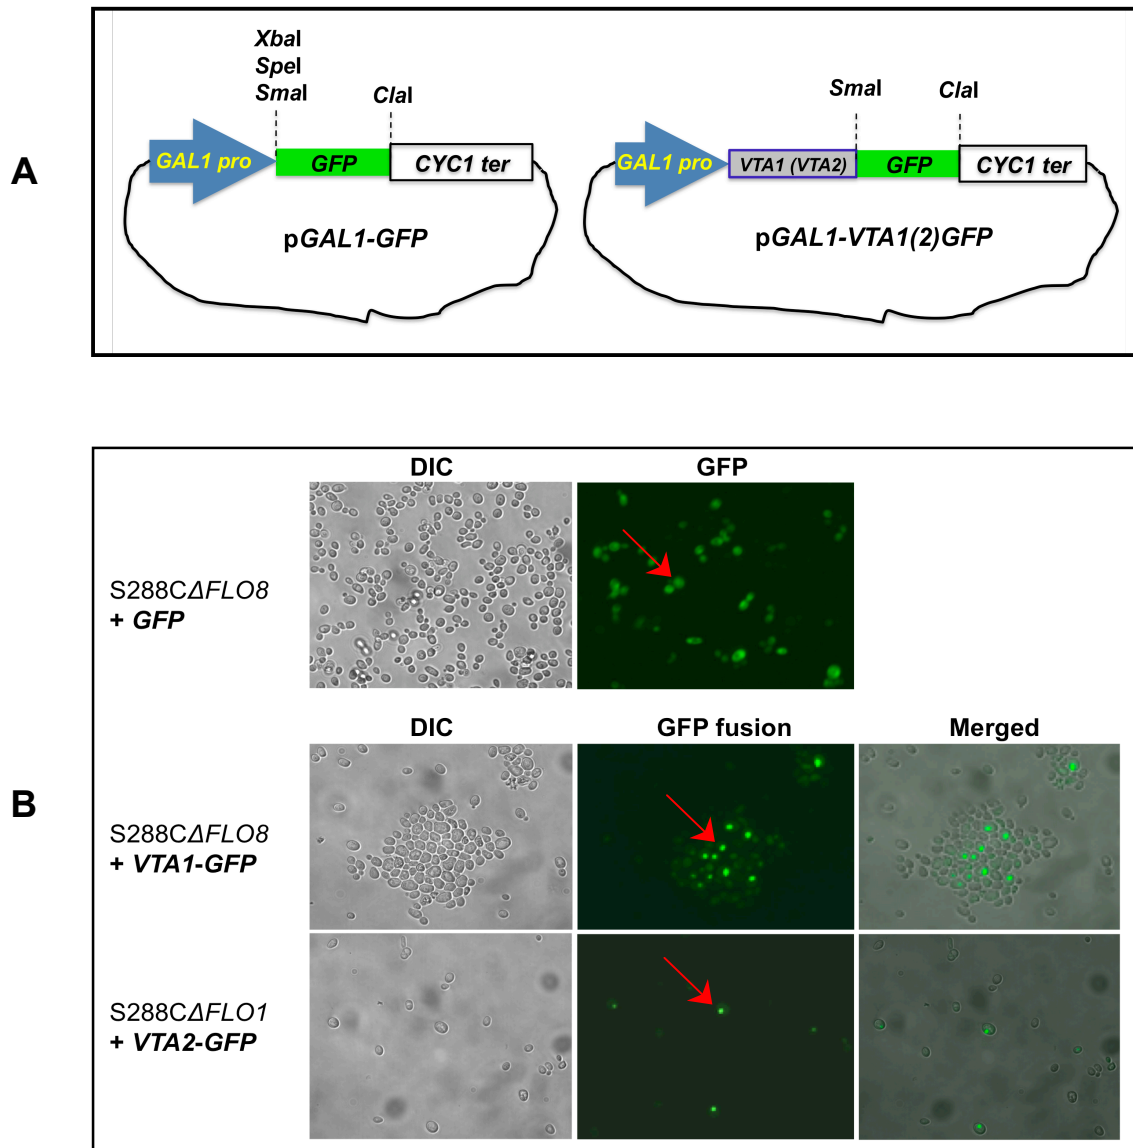 A
XbaI
SpeI
SmaI
ClaI
GAL1 pro
GFP
CYC1 ter
pGAL1-GFP
SmaI
ClaI
GAL1 pro
VTA1 (VTA2)
GFP
CYC1 ter
pGAL1-VTA1(2)GFP
B
DIC
GFP
S288CΔFLO8
+ GFP
DIC
GFP fusion
Merged
S288CΔFLO8
+ VTA1-GFP
S288CΔFLO1
+ VTA2-GFP